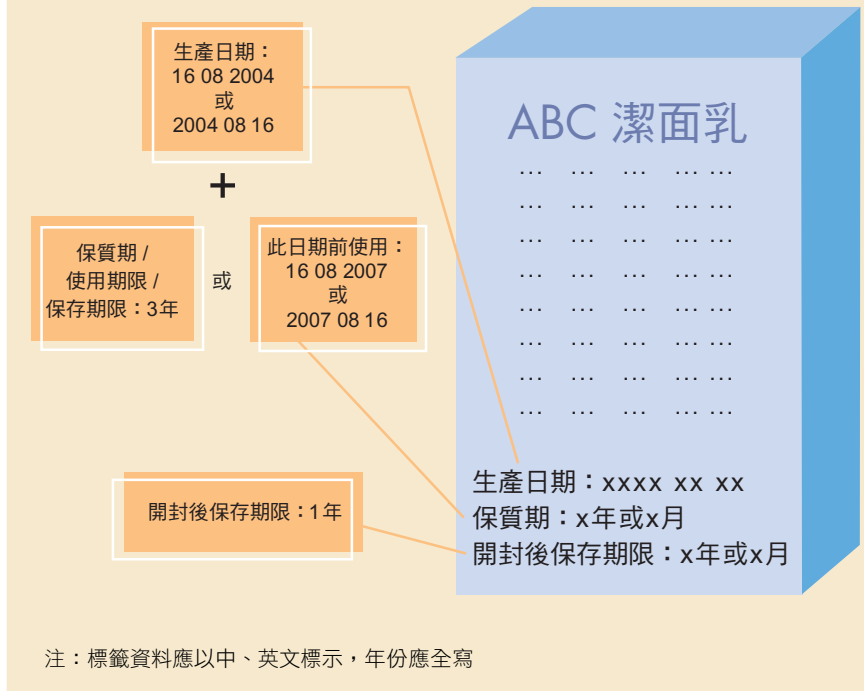 生產日期：
16 08 2004
或
2004 08 16
+
保質期 /
使用期限 /
保存期限：3年
或
此日期前使用：
16 08 2007
或
2007 08 16
開封後保存期限：1年
ABC 潔面乳
... ... ... ... ...
... ... ... ... ...
... ... ... ... ...
... ... ... ... ...
... ... ... ... ...
... ... ... ... ...
... ... ... ... ...
... ... ... ... ...
生產日期：xxxx xx xx
保質期：x年或x月
開封後保存期限：x年或x月
注：標籤資料應以中、英文標示，年份應全寫